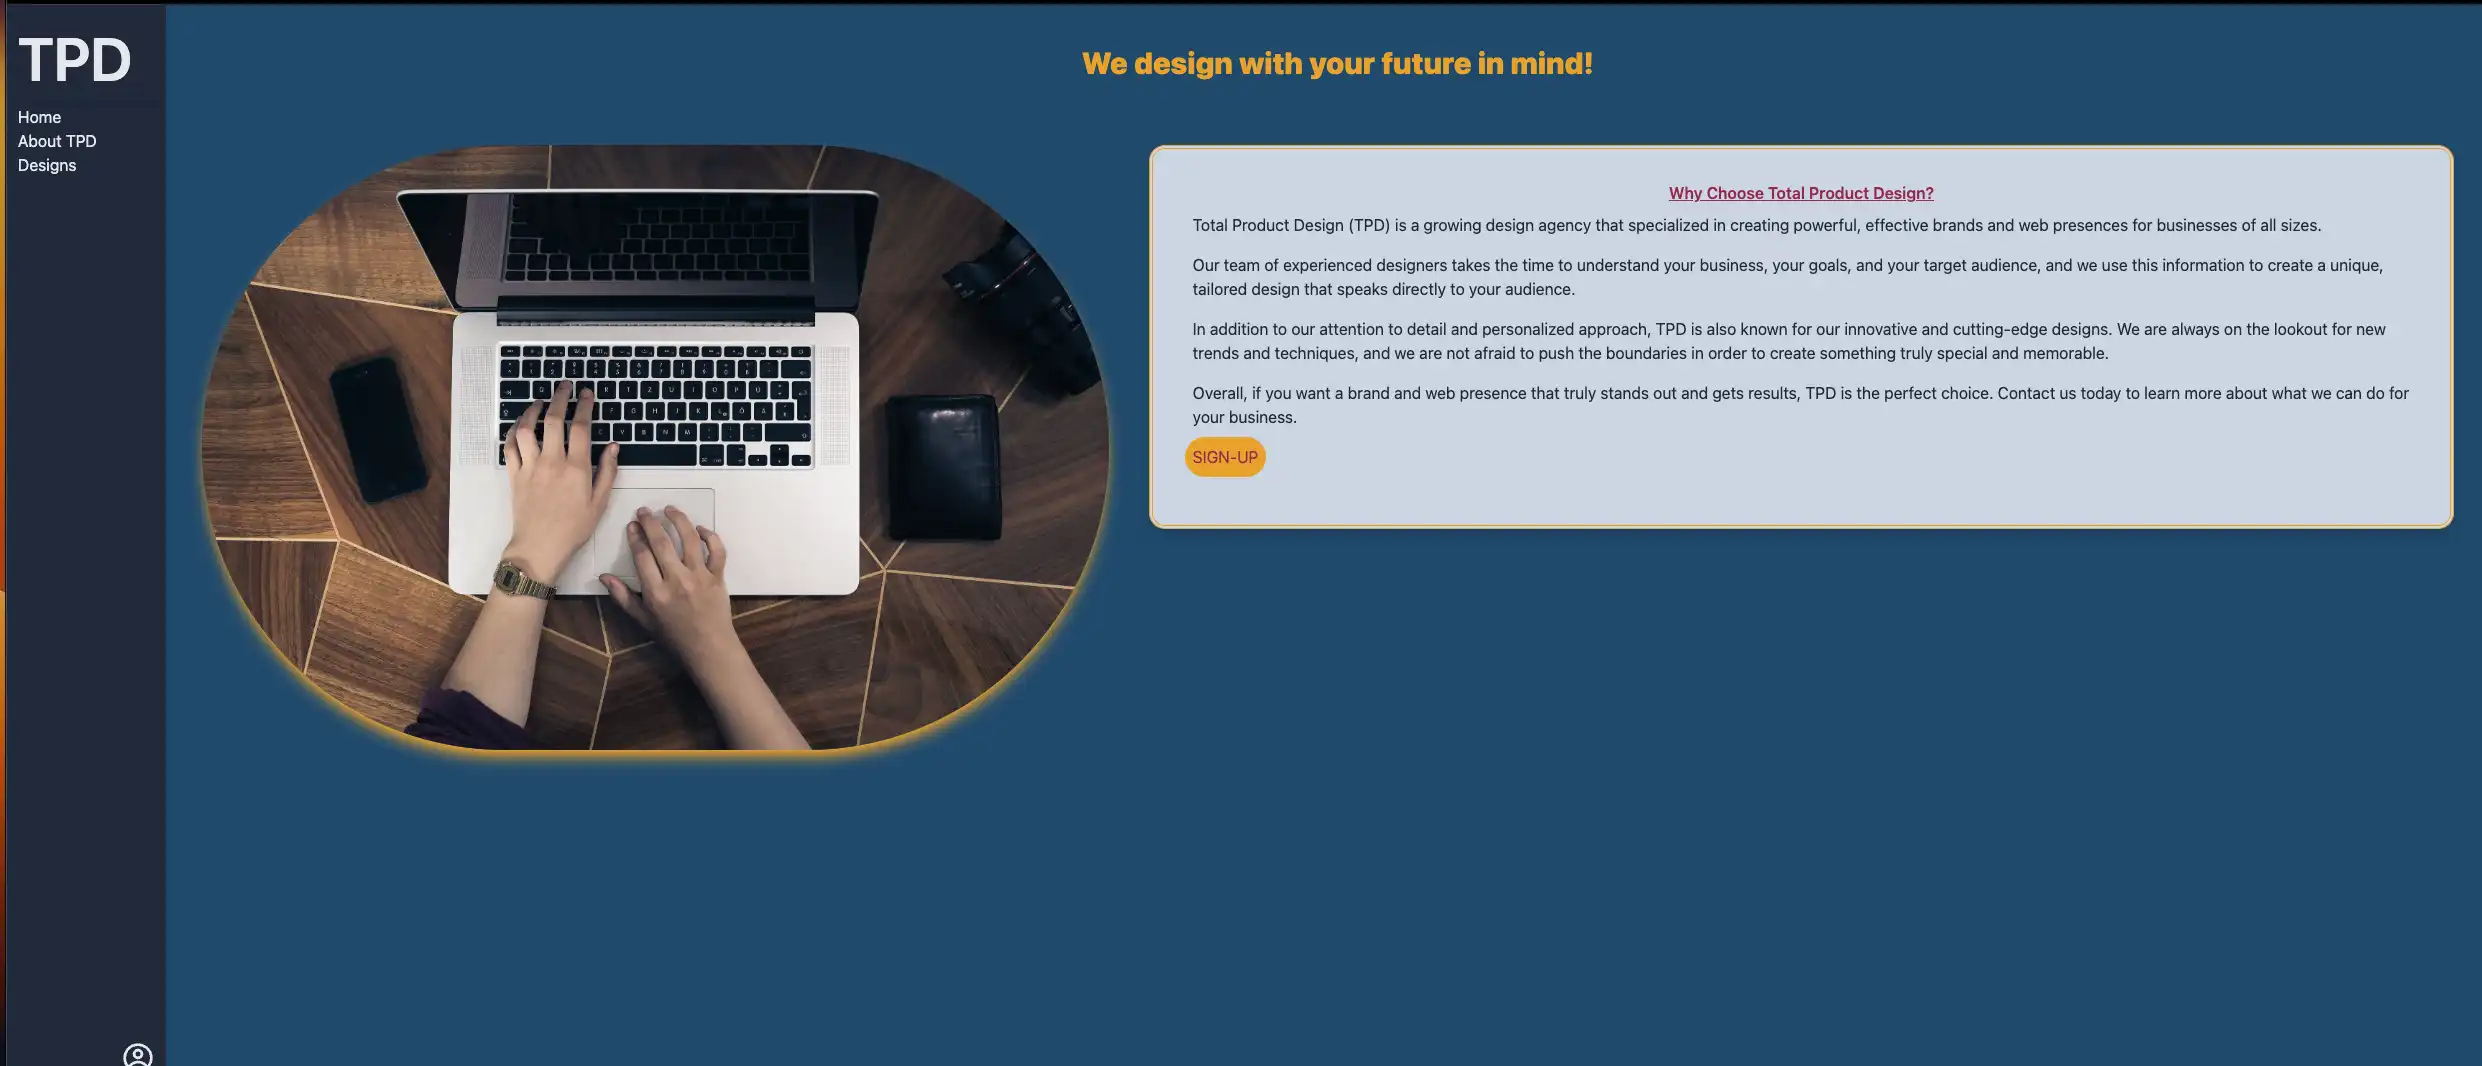 TPD
Home
About TPD
Designs
We design with your future in mind!
Why Choose Total Product Design?
Total Product Design (TPD) is a growing design agency that specialized in creating powerful, effective brands and web presences for businesses of all sizes.
Our team of experienced designers takes the time to understand your business, your goals, and your target audience, and we use this information to create a unique,
tailored design that speaks directly to your audience.
In addition to our attention to detail and personalized approach, TPD is also known for our innovative and cutting-edge designs. We are always on the lookout for new
trends and techniques, and we are not afraid to push the boundaries in order to create something truly special and memorable.
Overall, if you want a brand and web presence that truly stands out and gets results, TPD is the perfect choice. Contact us today to learn more about what we can do for
your business.
SIGN-UP